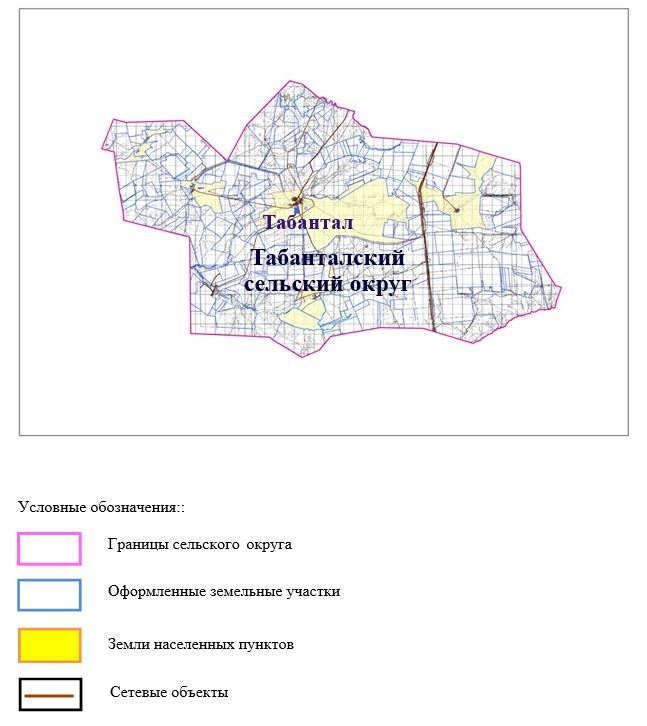 Табантал
Табанталский
сельский округ
Условные обозначения::
Границы сельского округа
Оформленные земельные участки
Земли населенных пунктов
Сетевые объекты